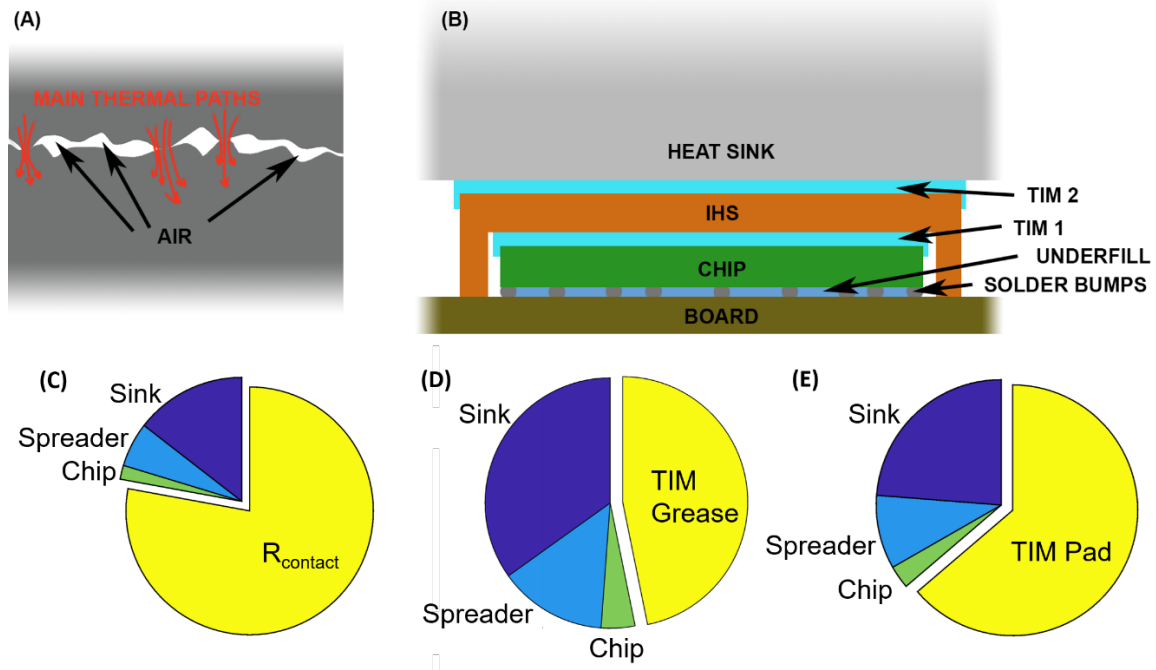 (A)
MAIN THERMAL PATHS
AIR
(B)
HEAT SINK
TIM 2
IHS
TIM 1
UNDERFILL
CHIP
SOLDER BUMPS
BOARD
(C)
Sink
Spreader
Chip
Rcontact
(D)
Sink
TIM
Grease
Spreader
Chip
(E)
Sink
Spreader
Chip
TIM Pad